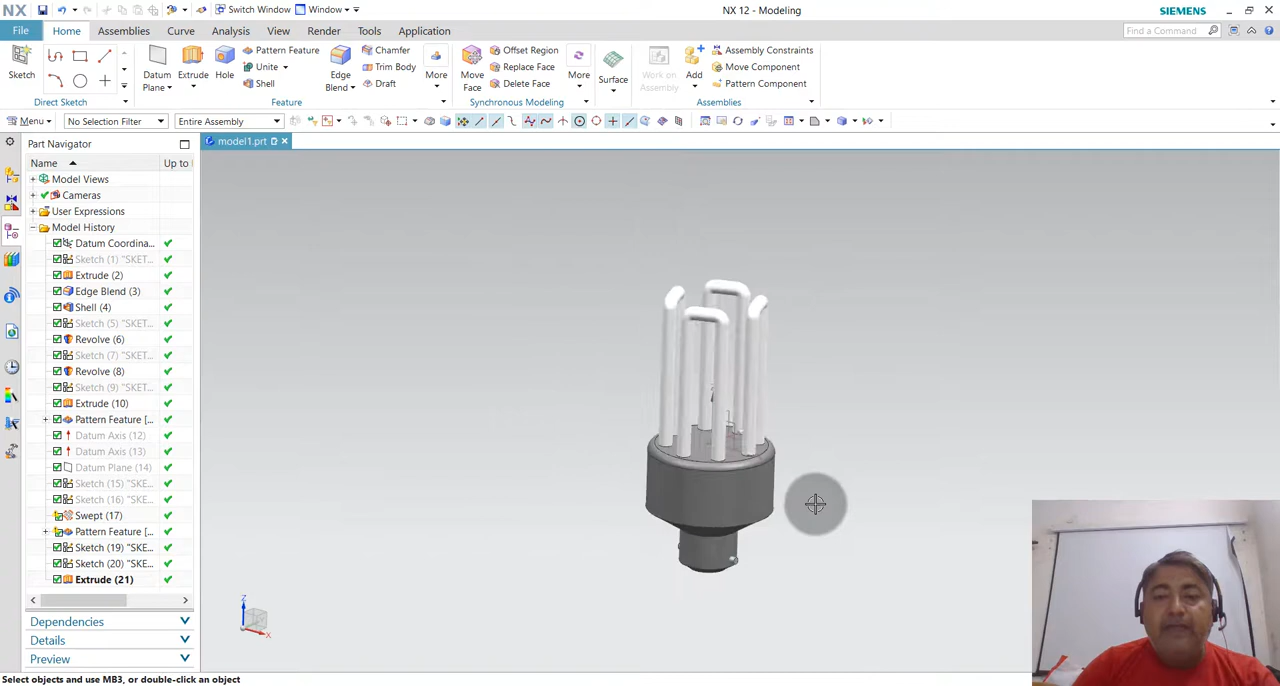 NX
Switch Window
Window
NX 12 - Modeling
SIEMENS
File
Home
Assemblies
Curve
Analysis
View
Render
Tools
Application
Find a Command
Sketch
Direct Sketch
Datum
Plane
Extrude
Hole
Pattern Feature
Unite
Shell
Edge
Blend
Chamfer
Trim Body
Draft
More
Feature
Move
Face
Offset Region
Replace Face
Delete Face
More
Synchronous Modeling
Surface
Work on
Assembly
Add
Assembly Constraints
Move Component
Pattern Component
Assemblies
Menu
No Selection Filter
Entire Assembly
Part Navigator
model1.prt
Name
Up to
Model Views
Cameras
User Expressions
Model History
Datum Coordina...
Sketch (1) "SKET...
Extrude (2)
Edge Blend (3)
Shell (4)
Sketch (5) "SKET...
Revolve (6)
Sketch (7) "SKET...
Revolve (8)
Sketch (9) "SKET...
Extrude (10)
Pattern Feature [...
Datum Axis (12)
Datum Axis (13)
Datum Plane (14)
Sketch (15) "SKE...
Sketch (16) "SKE...
Swept (17)
Pattern Feature [...
Sketch (19) "SKE...
Sketch (20) "SKE...
Extrude (21)
Dependencies
Details
Preview
Z
X
Select objects and use MB3, or double-click an object